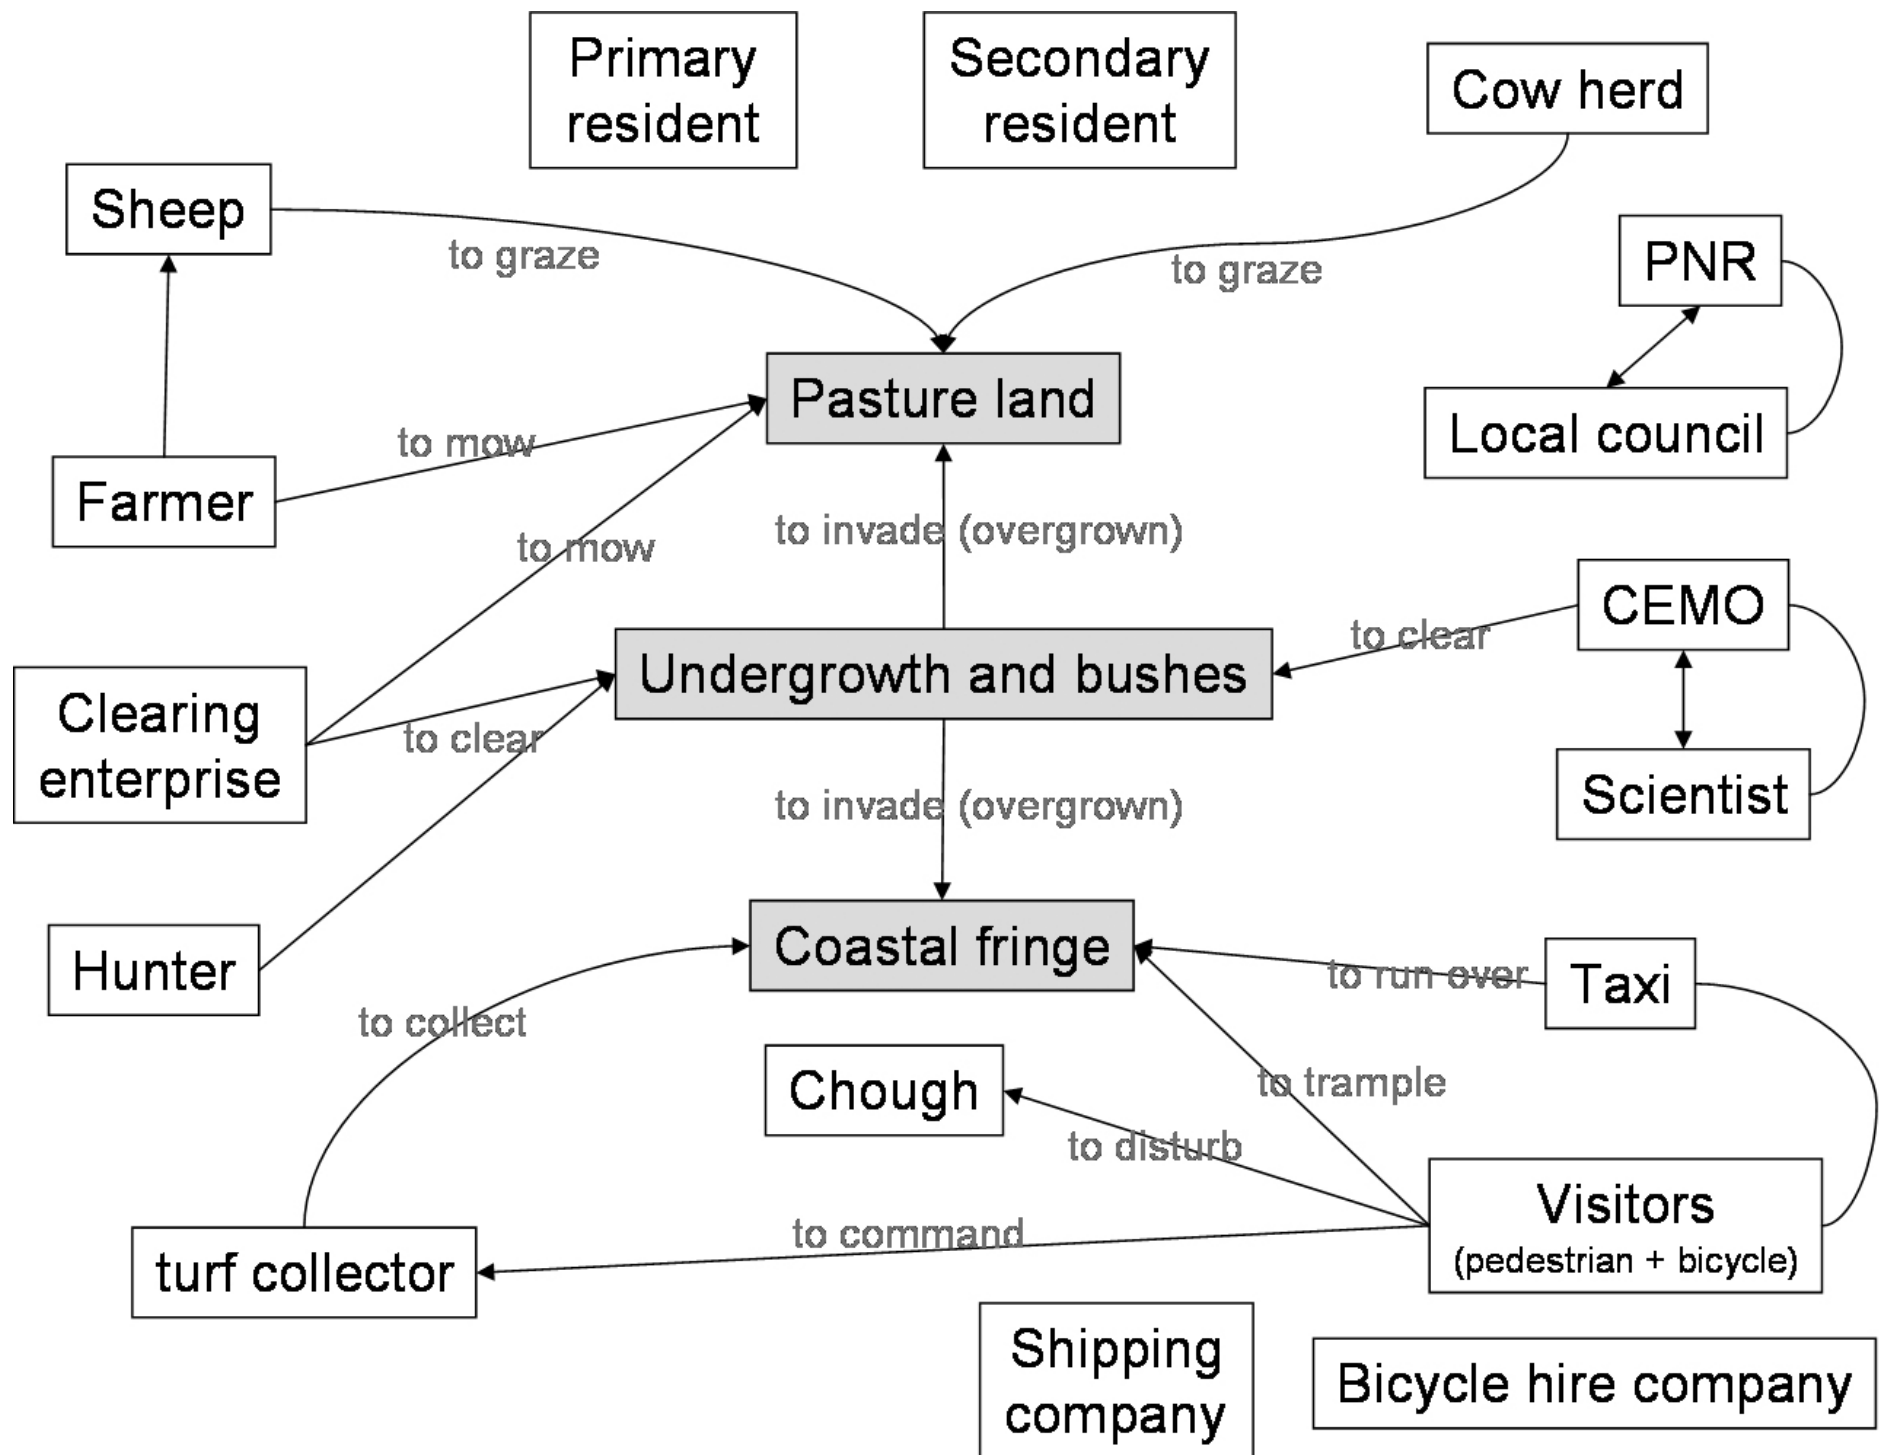 Primary
resident
Secondary
resident
Cow herd
Sheep
to graze
to graze
PNR
Pasture land
Local council
to mow
Farmer
to invade (overgrown)
to mow
CEMO
to clear
Undergrowth and bushes
Clearing
enterprise
to clear
Scientist
to invade (overgrown)
Hunter
Coastal fringe
to run over
Taxi
to collect
Chough
to trample
to disturb
Visitors
(pedestrian + bicycle)
to command
turf collector
Shipping
company
Bicycle hire company